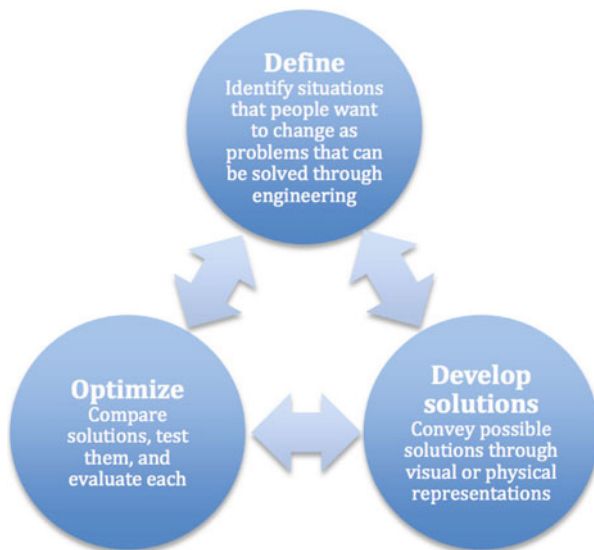 Define
Identify situations
that people want
to change as
problems that can
be solved through
engineering
Optimize
Compare
solutions, test
them, and
evaluate each
Develop
solutions
Convey possible
solutions through
visual or physical
representations